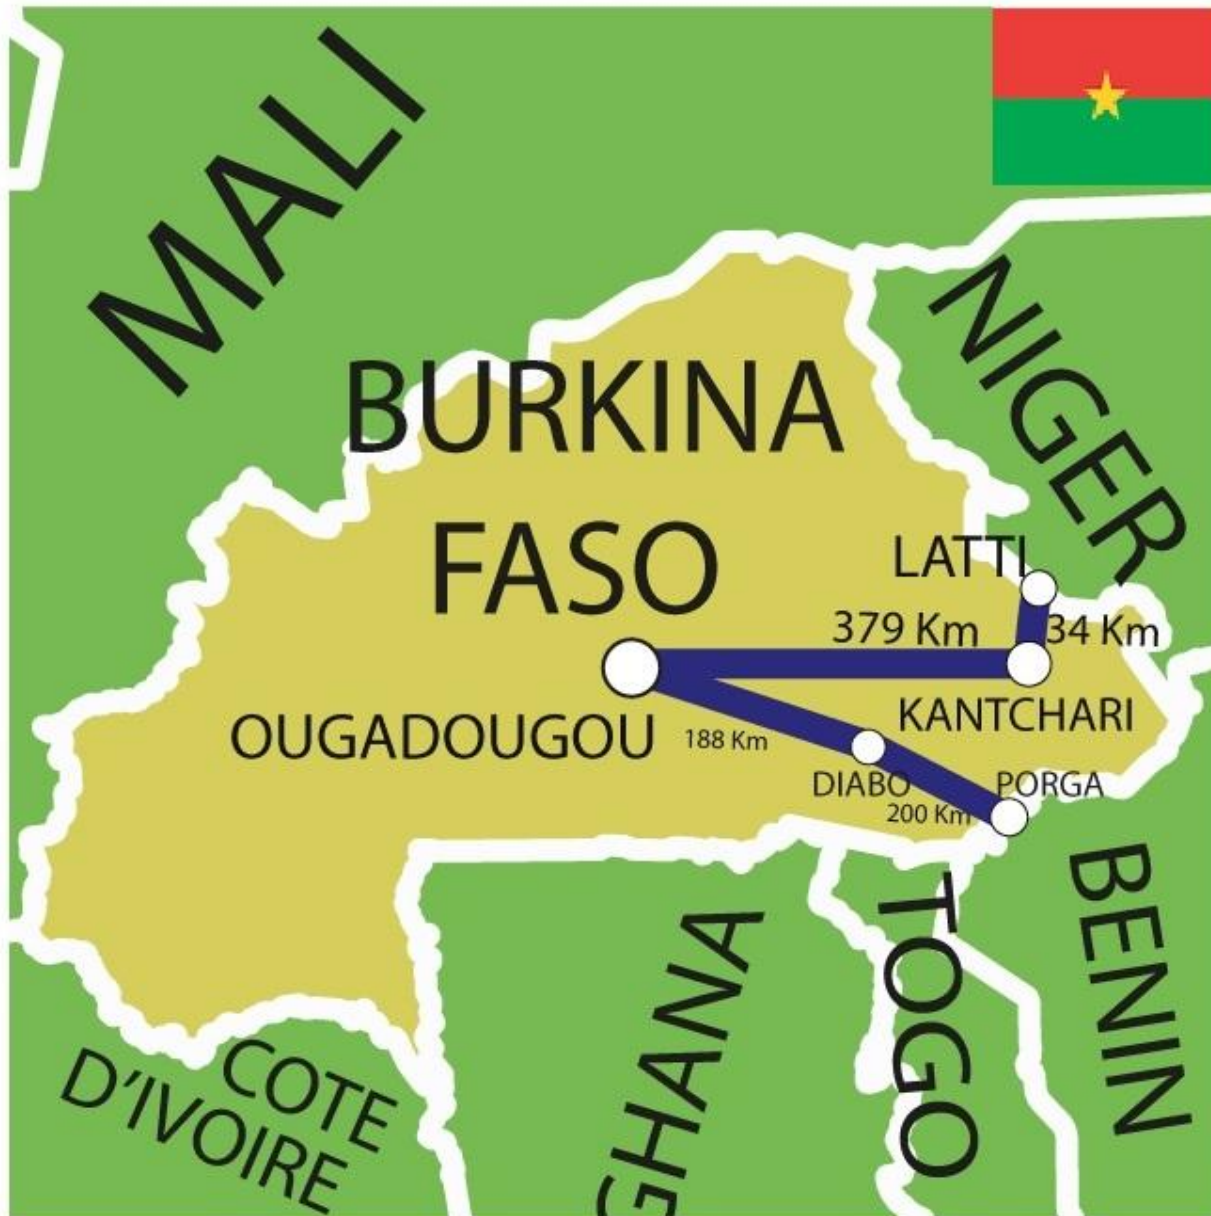 MALI
NIGER
BURKINA
FASO
LATTI
379 Km
34 Km
KANTCHARI
OUGADOUGOU
188 Km
DIABO
PORGA
200 Km
BENIN
TOGO
GHANA
COTE
D'IVOIRE